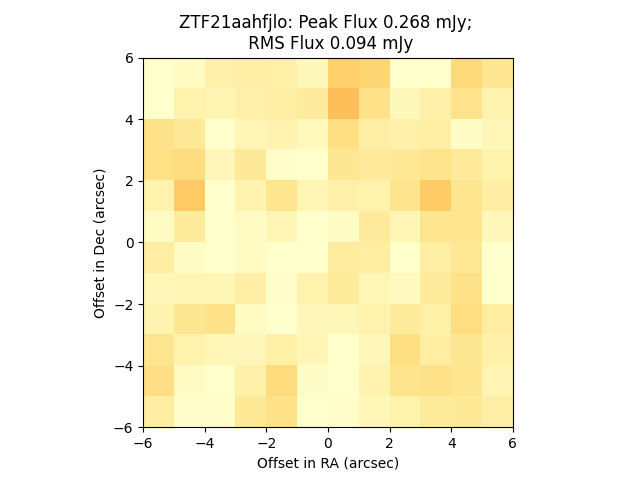 ZTF21aahfjlo: Peak Flux 0.268 mJy;
RMS Flux 0.094 mJy
6
4
2
0
−2
−4
−6
Offset in Dec (arcsec)
−6 −4 −2 0 2 4 6
Offset in RA (arcsec)